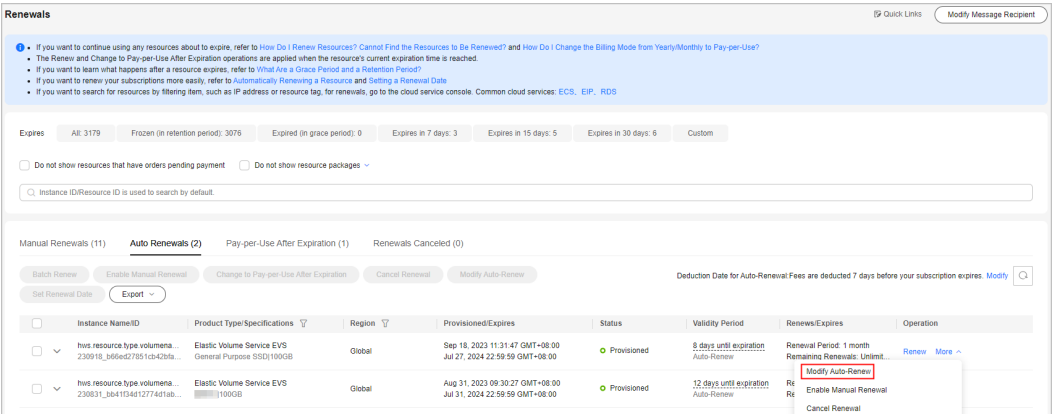 Renewals
Quick Links
Modify Message Recipient
If you want to continue using any resources about to expire, refer to How Do I Renew Resources? Cannot Find the Resources to Be Renewed? and How Do I Change the Billing Mode from Yearly/Monthly to Pay-per-Use?
The Renew and Change to Pay-per-Use After Expiration operations are applied when the resource's current expiration time is reached.
If you want to learn what happens after a resource expires, refer to What Are a Grace Period and a Retention Period?
If you want to renew your subscriptions more easily, refer to Automatically Renewing a Resource and Setting a Renewal Date
If you want to search for resources by filtering item, such as IP address or resource tag, for renewals, go to the cloud service console. Common cloud services: ECS、EIP、RDS
Expires All: 3179 Frozen (in retention period): 3076 Expired (in grace period): 0 Expires in 7 days: 3 Expires in 15 days: 5 Expires in 30 days: 6 Custom
Do not show resources that have orders pending payment Do not show resource packages
Instance ID/Resource ID is used to search by default.
Manual Renewals (11) Auto Renewals (2) Pay-per-Use After Expiration (1) Renewals Canceled (0)
Batch Renew Enable Manual Renewal Change to Pay-per-Use After Expiration Cancel Renewal Modify Auto-Renew
Deduction Date for Auto-Renewal:Fees are deducted 7 days before your subscription expires. Modify
Set Renewal Date Export
Instance Name/ID Product Type/Specifications Region Provisioned/Expires Status Validity Period Renews/Expires Operation
hws.resource.type.volumena... Elastic Volume Service EVS Global Sep 18, 2023 11:31:47 GMT+08:00 Provisioned 8 days until expiration Renewal Period: 1 month Renew More
230918_b66ed27851cb42bfa... General Purpose SSD|100GB Jul 27, 2024 22:59:59 GMT+08:00 Auto-Renew Remaining Renewals: Unlimit...
Modify Auto-Renew
hws.resource.type.volumena... Elastic Volume Service EVS Global Aug 31, 2023 09:30:27 GMT+08:00 Provisioned 12 days until expiration Re
230831_bb41f34d12774d1ab... |100GB Jul 31, 2024 22:59:59 GMT+08:00 Auto-Renew Re
Enable Manual Renewal
Cancel Renewal